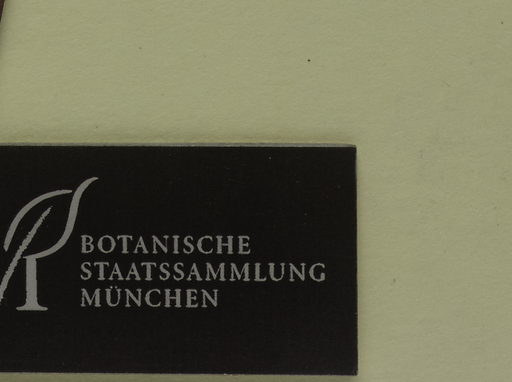 BOTANISCHE
STAATSSAMMLUNG
MÜNCHEN